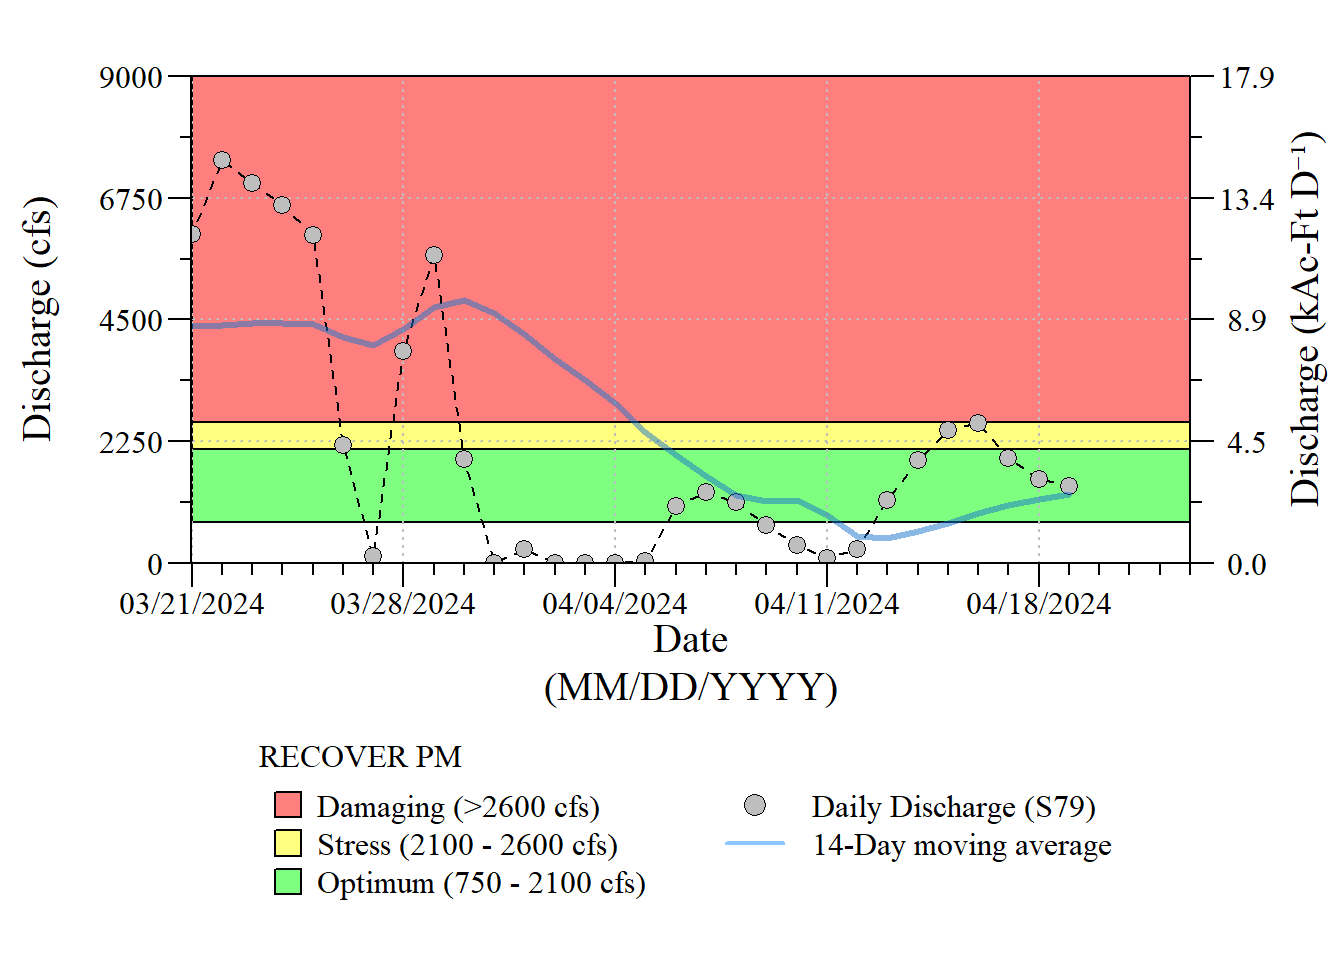 9000
6750
4500
2250
0
Discharge (cfs)
17.9
13.4
8.9
4.5
0.0
Discharge (kAc-Ft D⁻¹)
03/21/2024 03/28/2024 04/04/2024 04/11/2024 04/18/2024
Date
(MM/DD/YYYY)
RECOVER PM
Damaging (>2600 cfs)
Stress (2100 - 2600 cfs)
Optimum (750 - 2100 cfs)
Daily Discharge (S79)
14-Day moving average